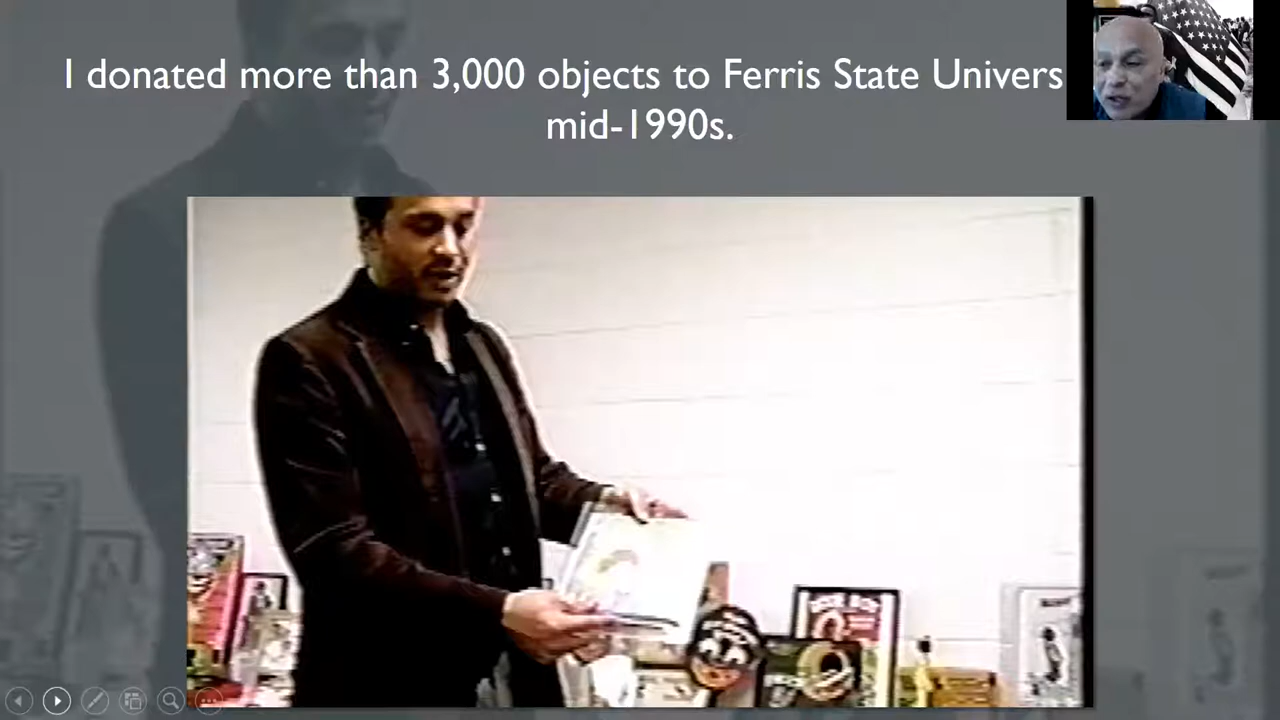 I donated more than 3,000 objects to Ferris State Univers
mid-1990s.